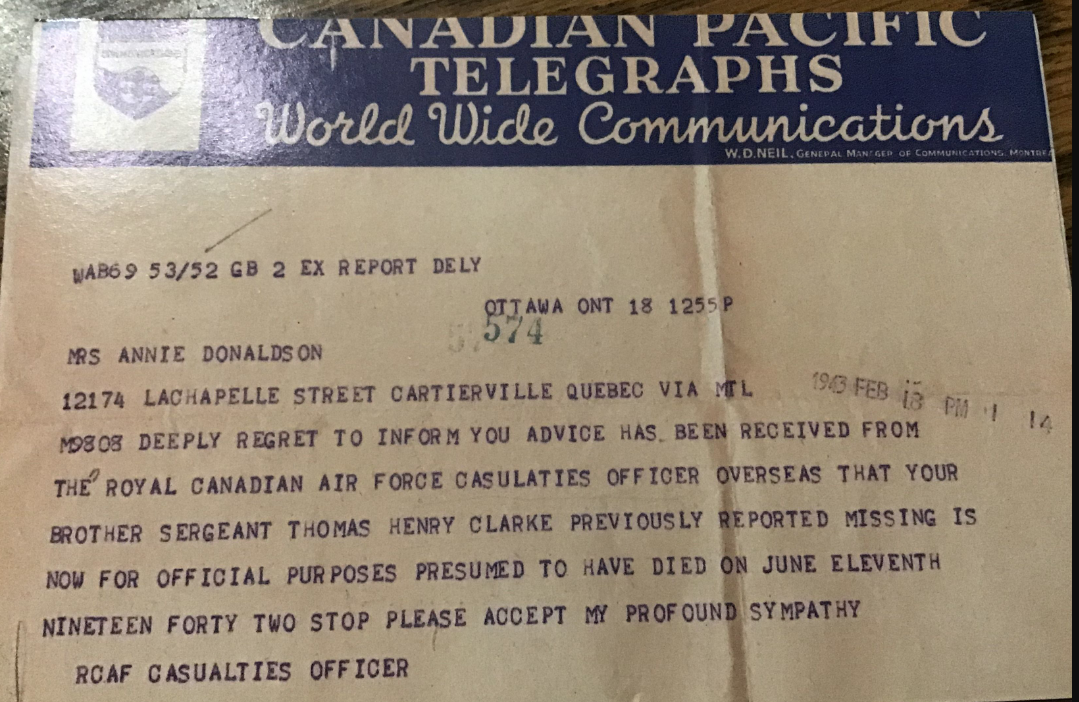 CANADIAN PACIFIC
TELEGRAPHS
World Wide Communications
W.D.NEIL, GENERAL MANAGER OF COMMUNICATIONS, MONTREA
WAB69 53/52 GB 2 EX REPORT DELY
OTTAWA ONT 18 1255P
574
MRS ANNIE DONALDSON
12174 LACHAPELLE STREET CARTIERVILLE QUEBEC VIA MTL
1943 FEB 18 PM 1 14
M9808 DEEPLY REGRET TO INFORM YOU ADVICE HAS BEEN RECEIVED FROM
THE ROYAL CANADIAN AIR FORCE CASULATIES OFFICER OVERSEAS THAT YOUR
BROTHER SERGEANT THOMAS HENRY CLARKE PREVIOUSLY REPORTED MISSING IS
NOW FOR OFFICIAL PURPOSES PRESUMED TO HAVE DIED ON JUNE ELEVENTH
NINETEEN FORTY TWO STOP PLEASE ACCEPT MY PROFOUND SYMPATHY
RCAF CASUALTIES OFFICER